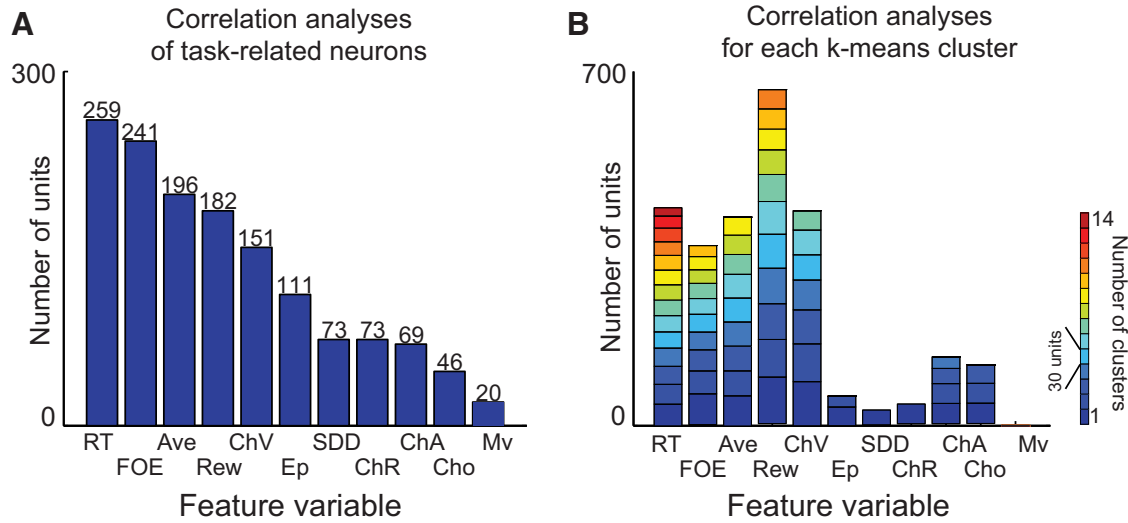 A
Correlation analyses
of task-related neurons
300
Number of units
0
259
241
196
182
151
111
73
73
69
46
20
RT
FOE
Ave
Rew
ChV
Ep
SDD
ChR
ChA
Cho
Mv
Feature variable
B
Correlation analyses
for each k-means cluster
700
Number of units
0
RT
FOE
Ave
Rew
ChV
Ep
SDD
ChR
ChA
Cho
Mv
Feature variable
30 units
14
1
Number of clusters